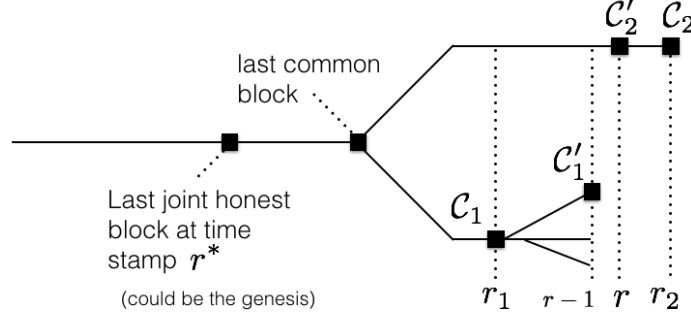 𝒞′₂ 𝒞₂
last common
block
𝒞′₁
Last joint honest
block at time
stamp r*
𝒞₁
(could be the genesis)
r₁ r − 1 r r₂